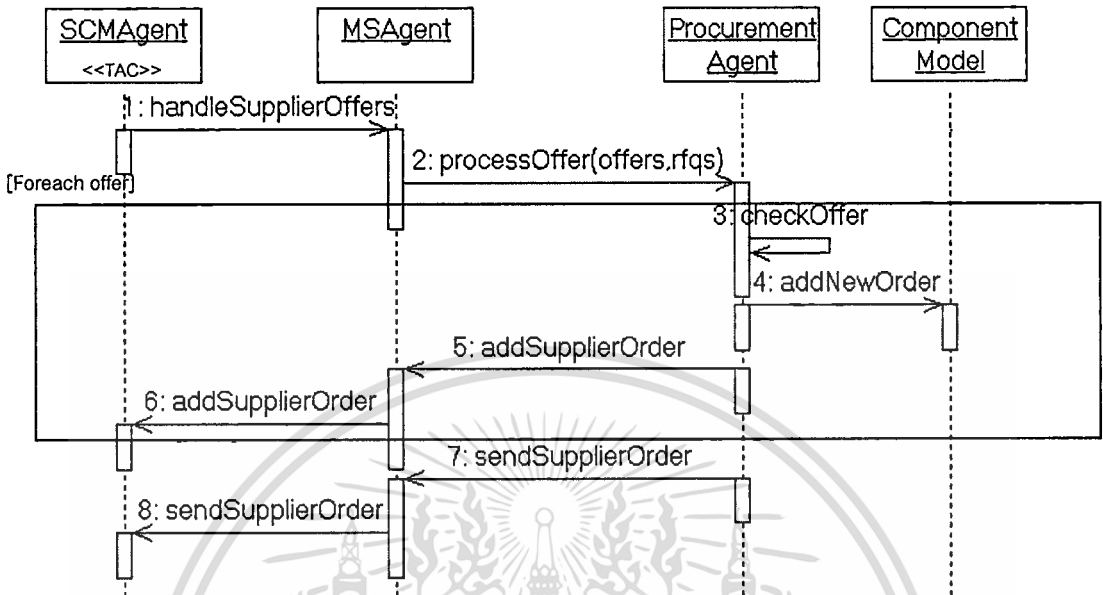 SCMAgent
<<TAC>>
MSAgent
Procurement
Agent
Component
Model
1: handleSupplierOffers
2: processOffer(offers,rfqs)
[Foreach offer]
3: checkOffer
4: addNewOrder
5: addSupplierOrder
6: addSupplierOrder
7: sendSupplierOrder
8: sendSupplierOrder